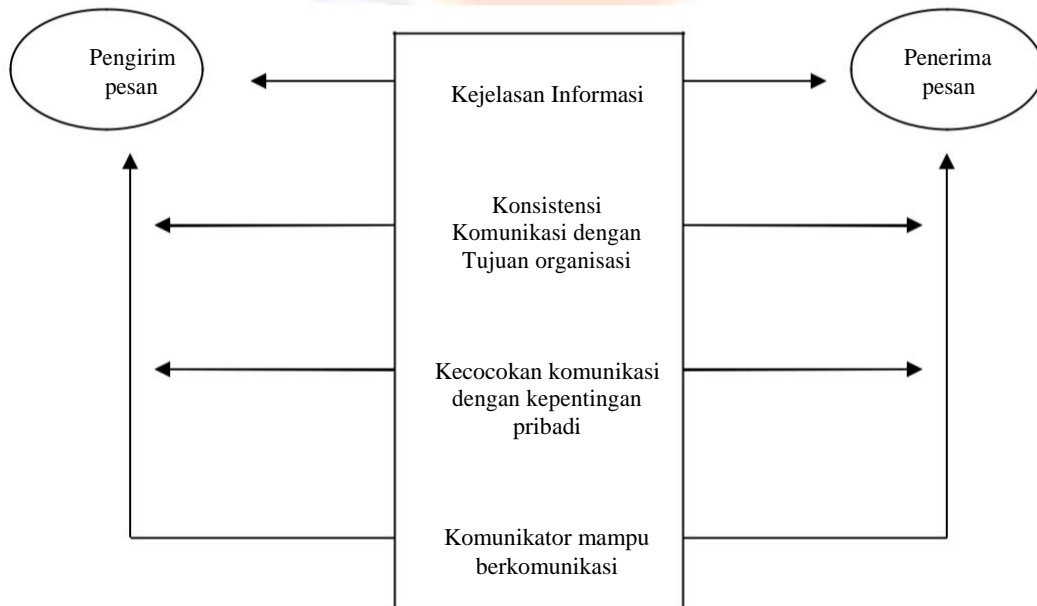 Pengirim
pesan
Penerima
pesan
Kejelasan Informasi
Konsistensi
Komunikasi dengan
Tujuan organisasi
Kecocokan komunikasi
dengan kepentingan
pribadi
Komunikator mampu
berkomunikasi